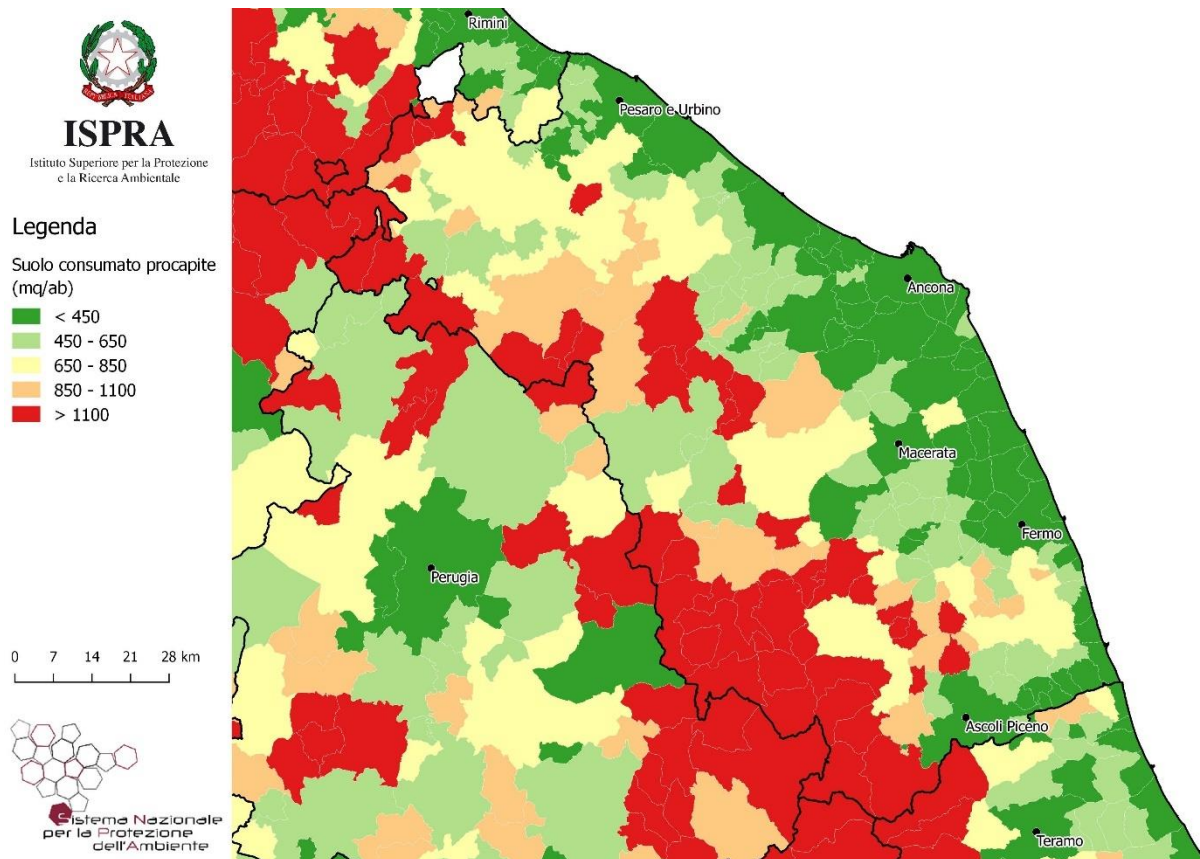 REPVBBLICA ITALIANA
ISPRA
Istituto Superiore per la Protezione
e la Ricerca Ambientale
Legenda
Suolo consumato procapite
(mq/ab)
< 450
450 - 650
650 - 850
850 - 1100
> 1100
0 7 14 21 28 km
Sistema Nazionale
per la Protezione
dell'Ambiente
Rimini
Pesaro e Urbino
Ancona
Macerata
Fermo
Perugia
Ascoli Piceno
Teramo